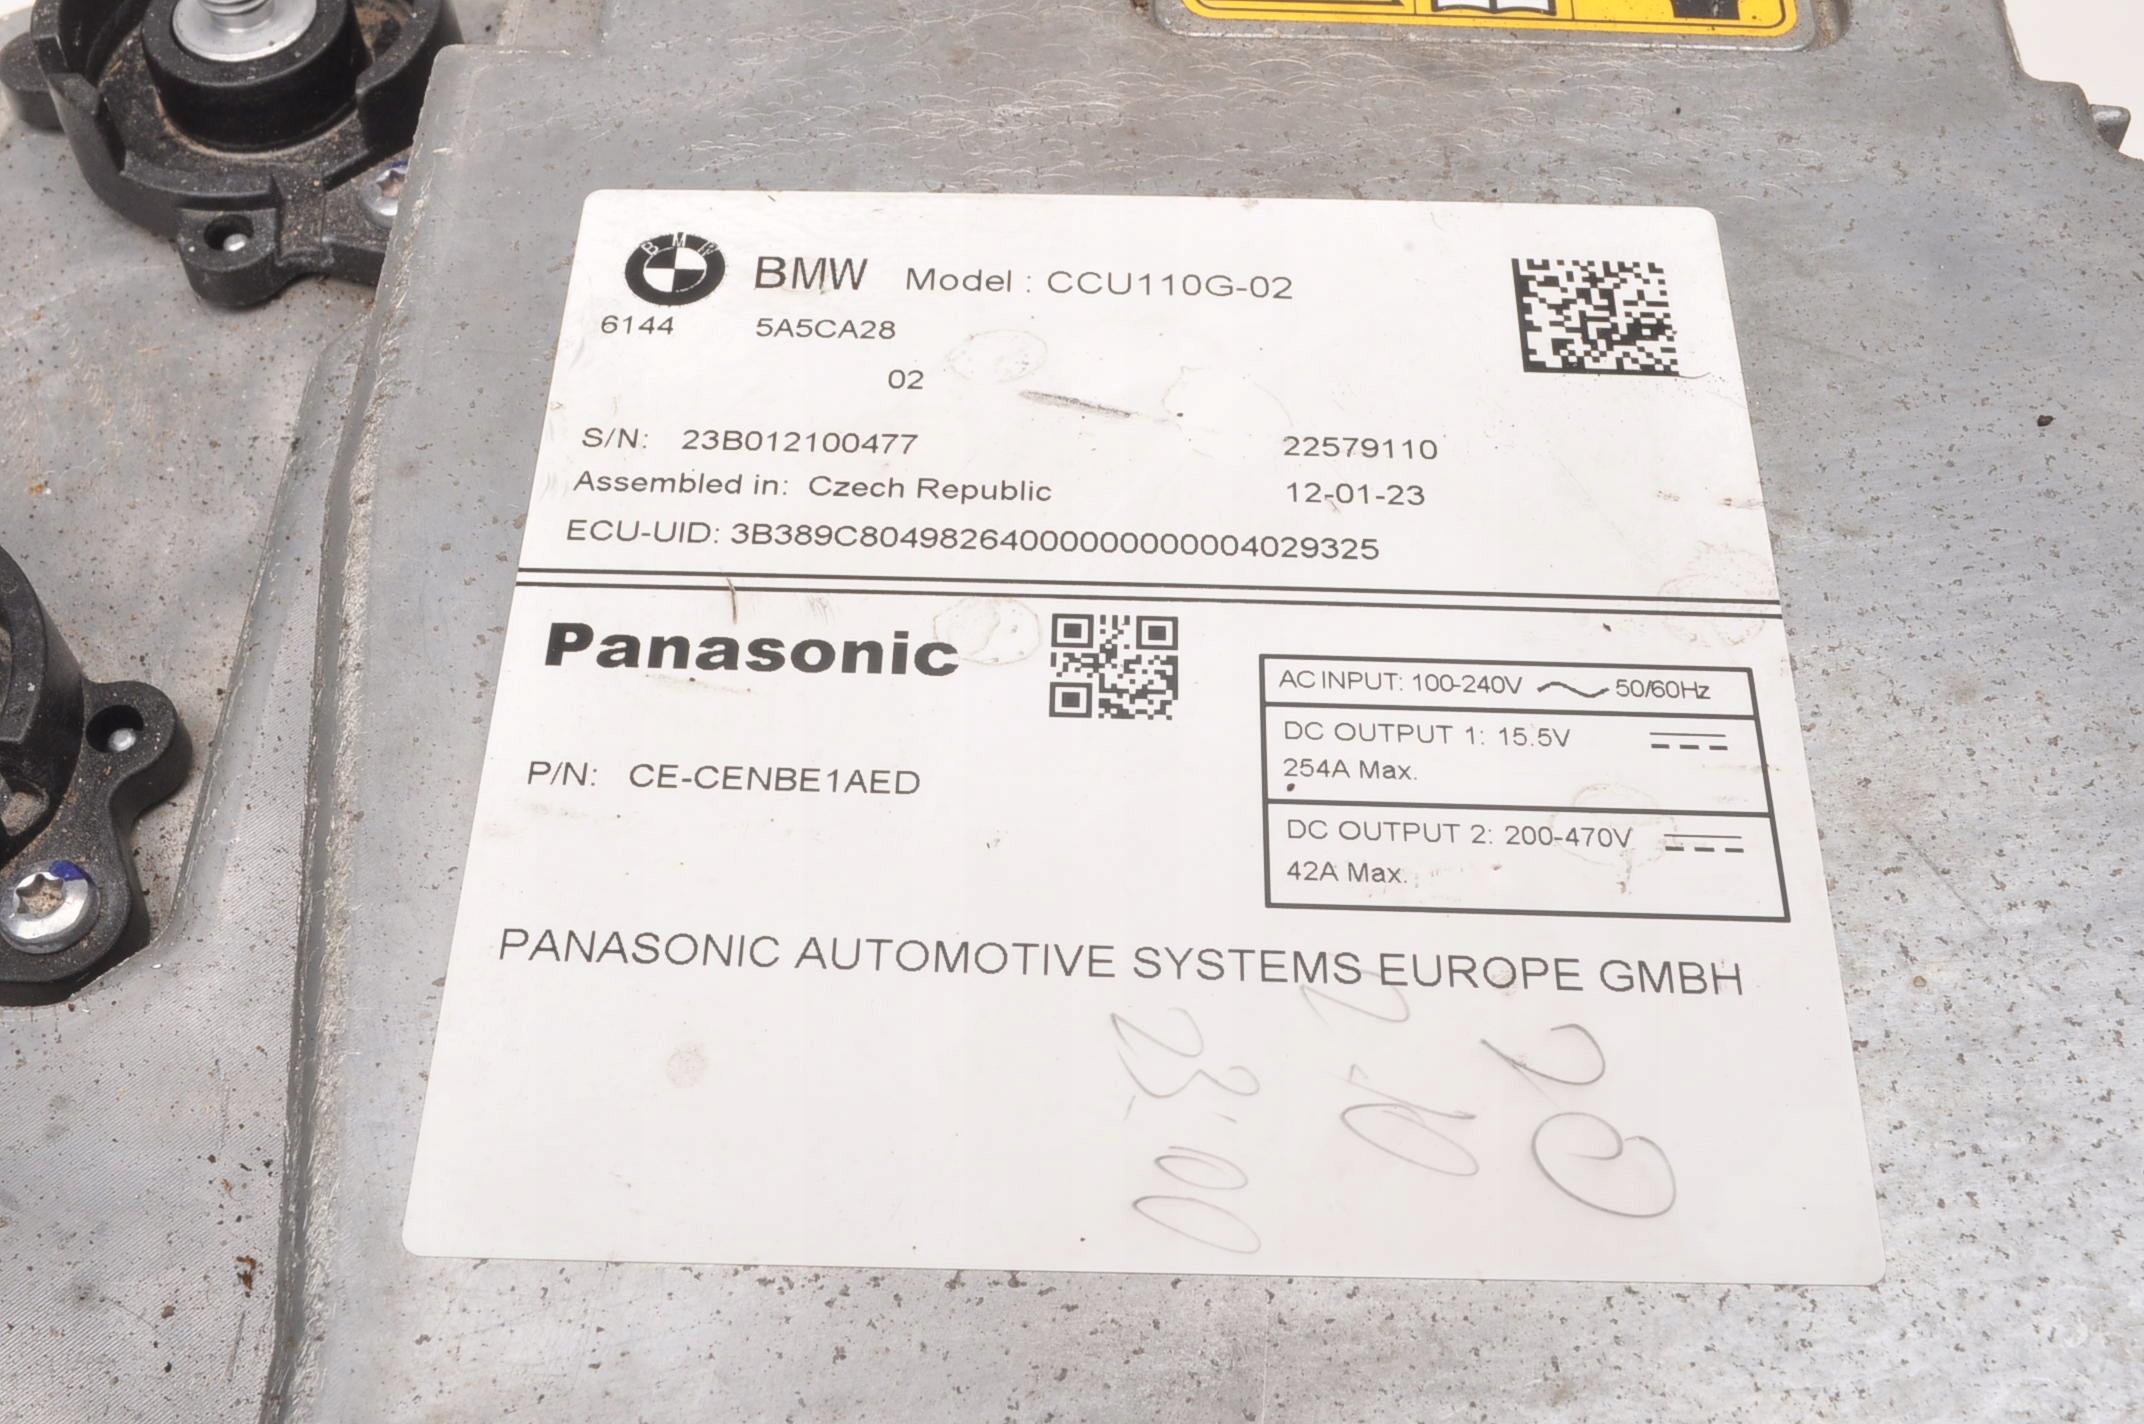 BMW
BMW Model : CCU110G-02
6144 5A5CA28
02
S/N: 23B012100477 22579110
Assembled in: Czech Republic 12-01-23
ECU-UID: 3B389C80498264000000000004029325
Panasonic
AC INPUT: 100-240V 50/60Hz
DC OUTPUT 1: 15.5V
254A Max.
P/N: CE-CENBE1AED
DC OUTPUT 2: 200-470V
42A Max.
PANASONIC AUTOMOTIVE SYSTEMS EUROPE GMBH